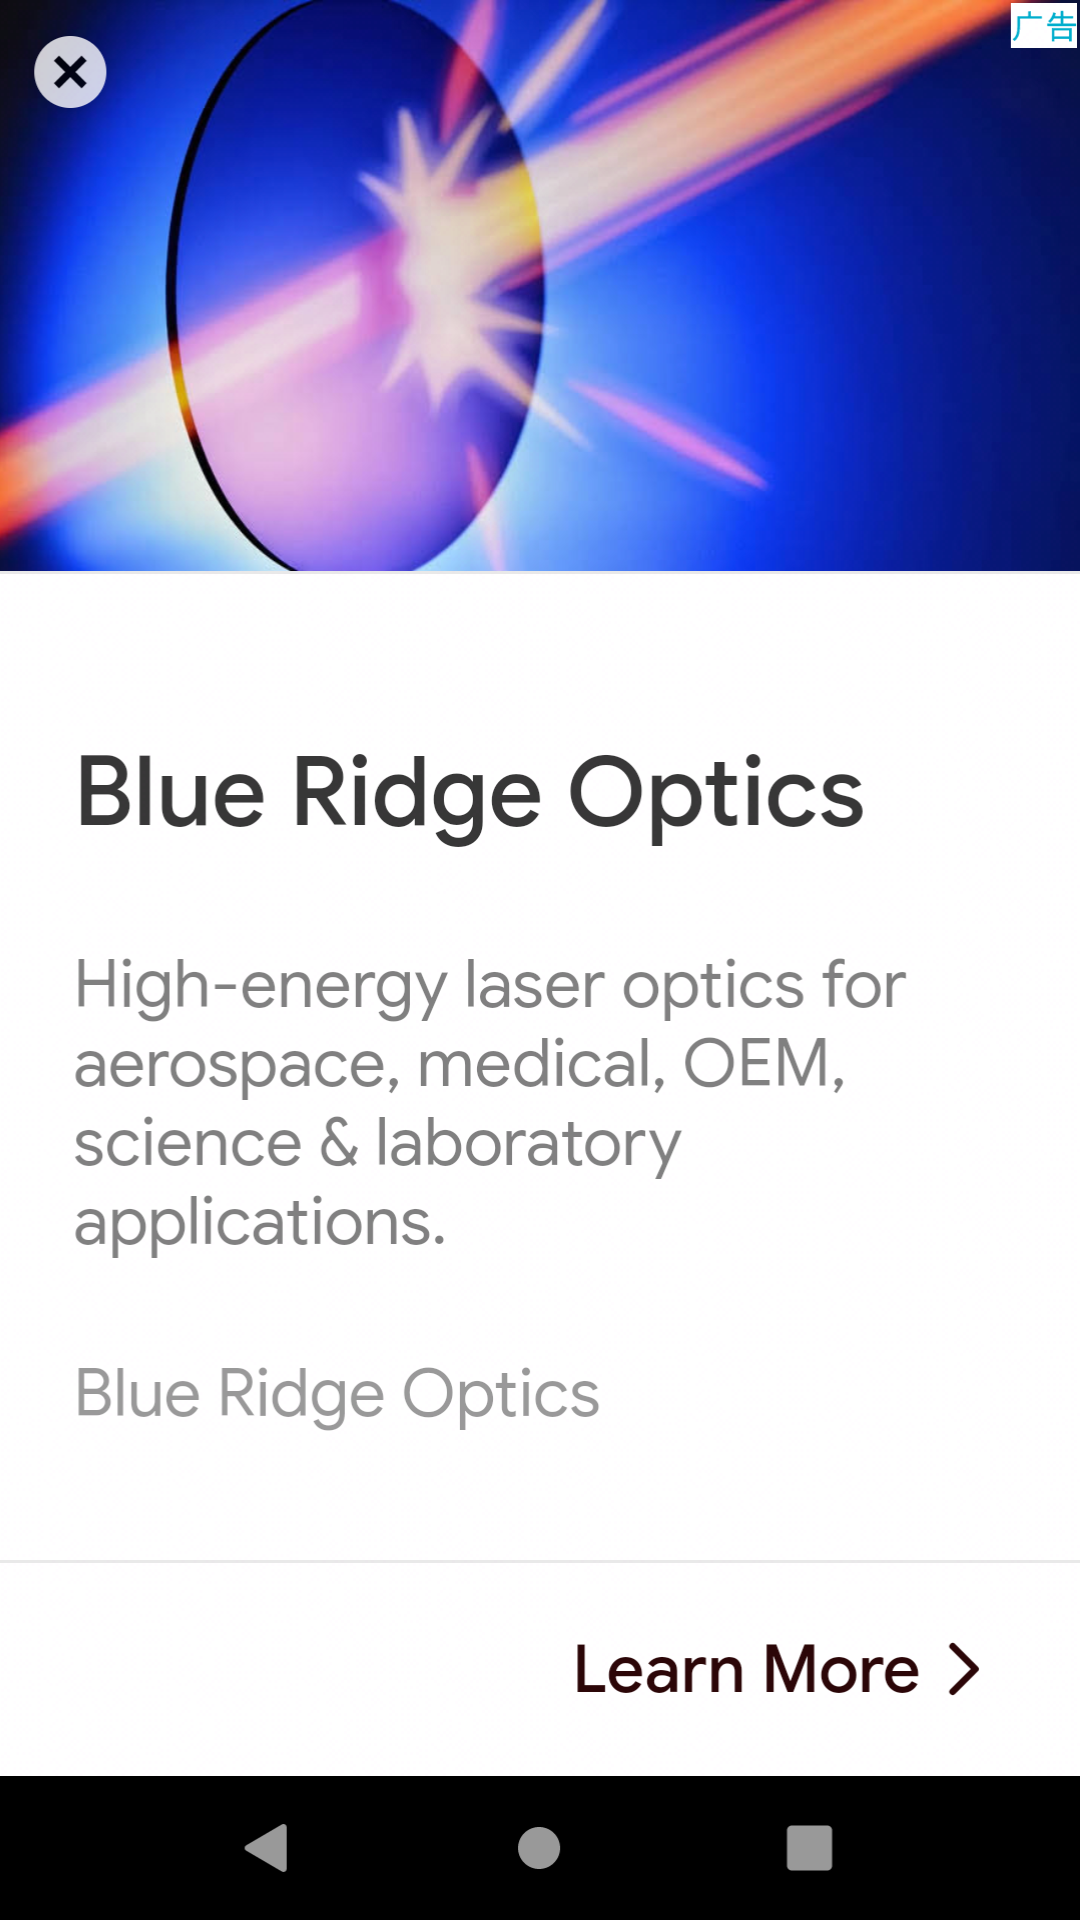 广告
Blue Ridge Optics
High-energy laser optics for
aerospace, medical, OEM,
science & laboratory
applications.
Blue Ridge Optics
Learn More